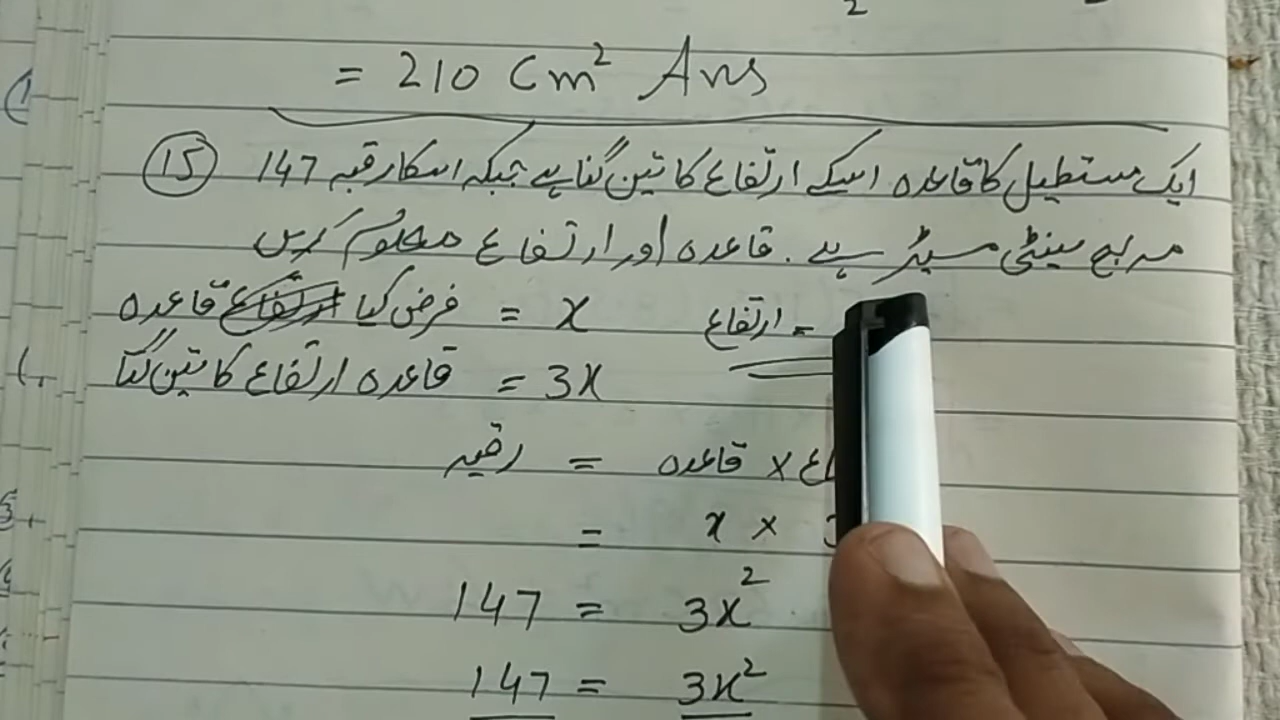 = 210 Cm² Ans
⑮ ایک مستطیل کا قاعدہ اسکے ارتفاع کا تین گنا ہے جبکہ اسکا رقبہ 147
مربع سینٹی میٹر ہے . قاعدہ اور ارتفاع معلوم کریں
فرض کیا قاعدہ = x ارتفاع =
قاعدہ ارتفاع کا تین گنا = 3x
رقبہ = قاعدہ ×
= x ×
147 = 3x²
147 = 3x²